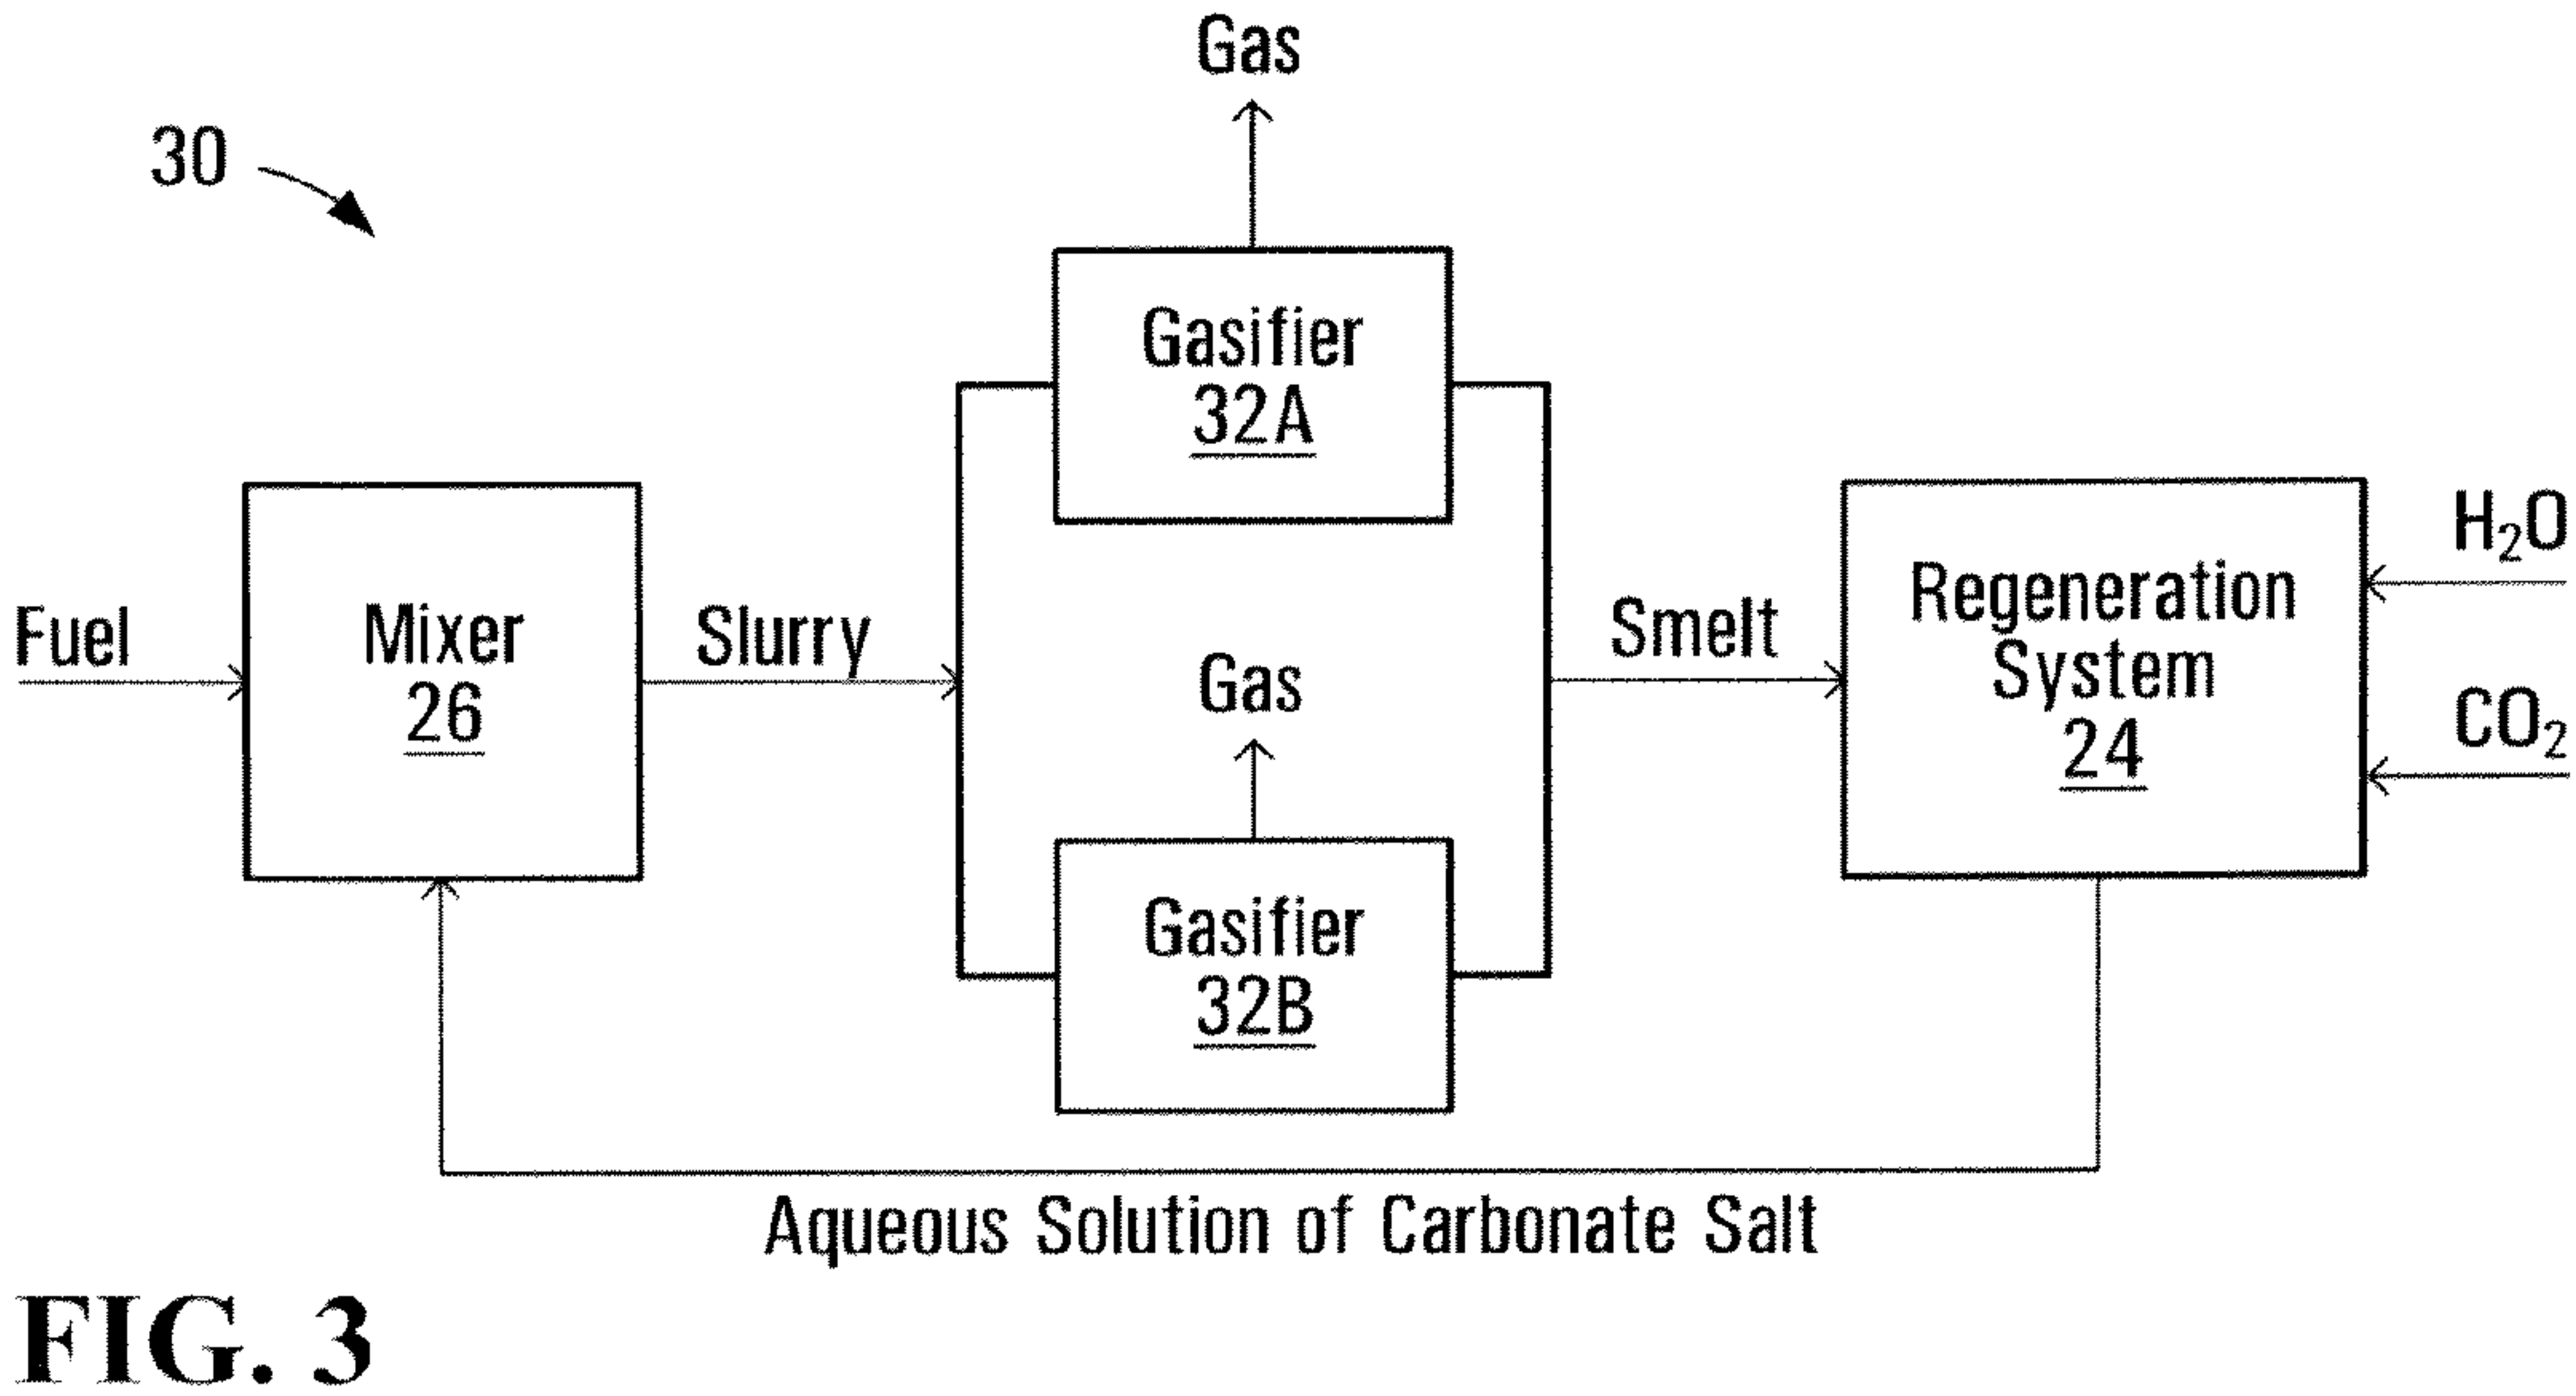 Gas
30
Gasifier
32A
Fuel
Mixer
26
Slurry
Gas
Smelt
Regeneration
System
24
H₂O
CO₂
Gasifier
32B
Aqueous Solution of Carbonate Salt
FIG. 3